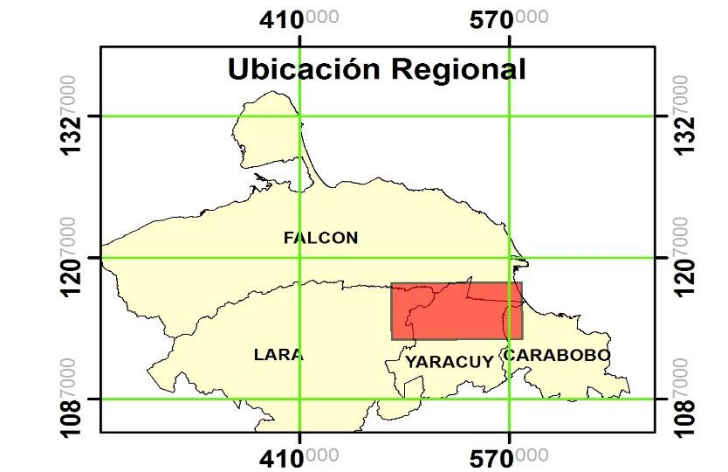 410000 570000
Ubicación Regional
1327000 1327000
FALCON
1207000 1207000
LARA YARACUY CARABOBO
1087000 1087000
410000 570000